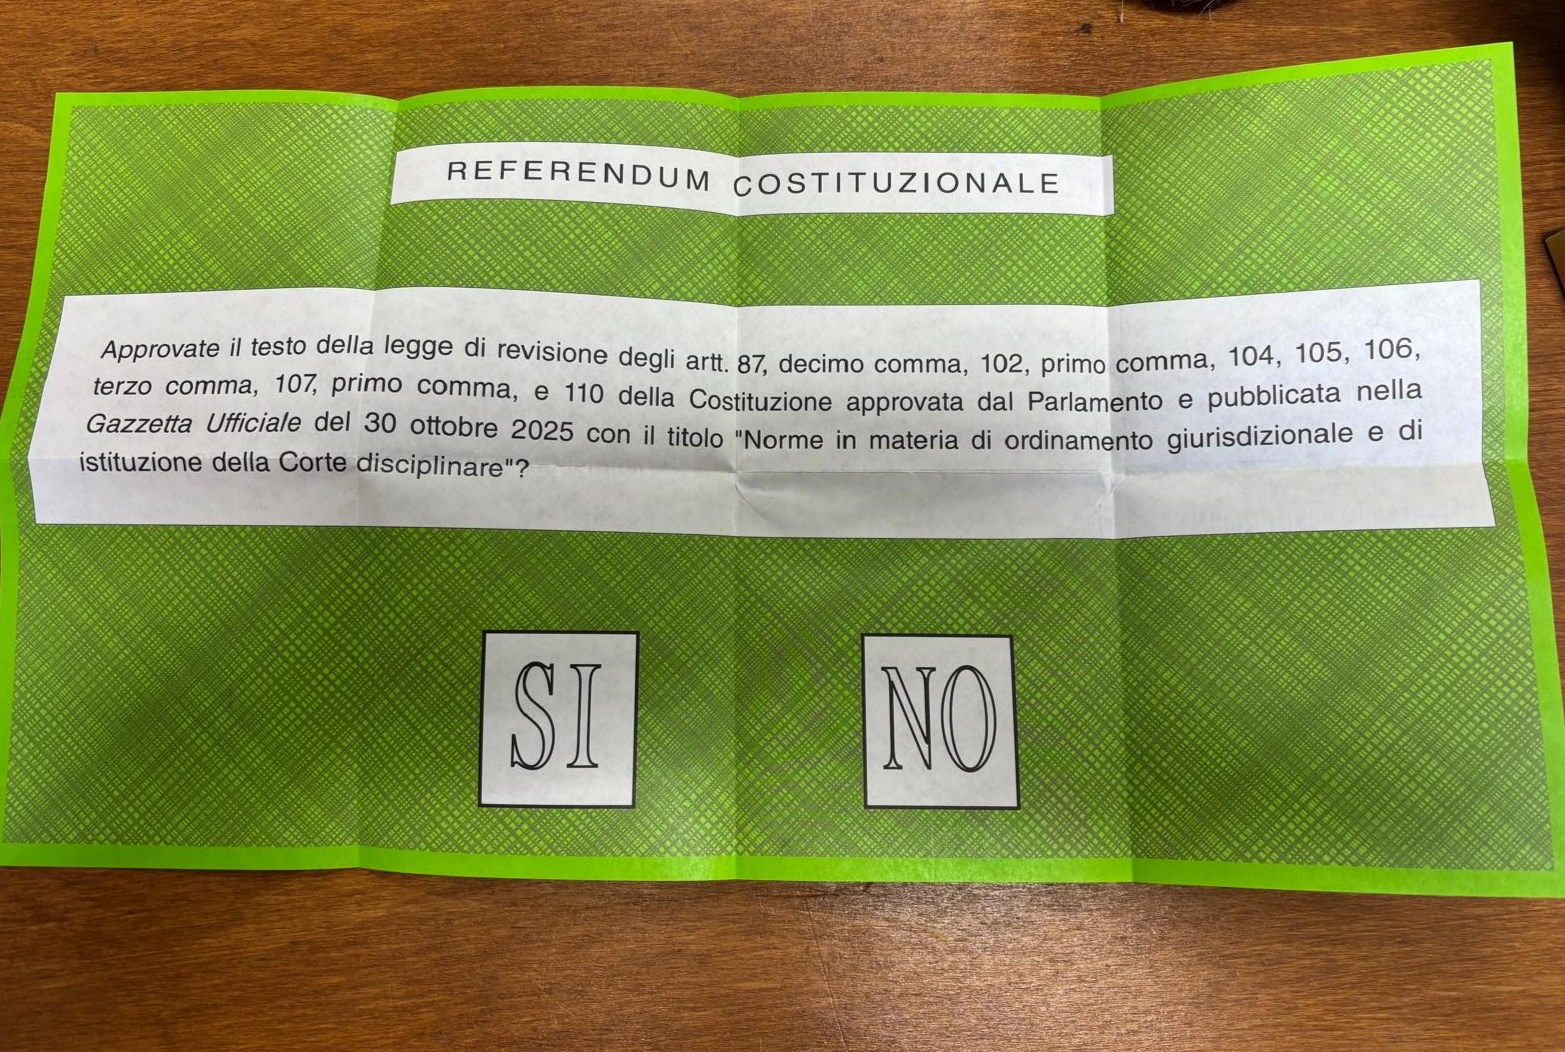 REFERENDUM COSTITUZIONALE
Approvate il testo della legge di revisione degli artt. 87, decimo comma, 102, primo comma, 104, 105, 106,
terzo comma, 107, primo comma, e 110 della Costituzione approvata dal Parlamento e pubblicata nella
Gazzetta Ufficiale del 30 ottobre 2025 con il titolo "Norme in materia di ordinamento giurisdizionale e di
istituzione della Corte disciplinare"?
SI NO